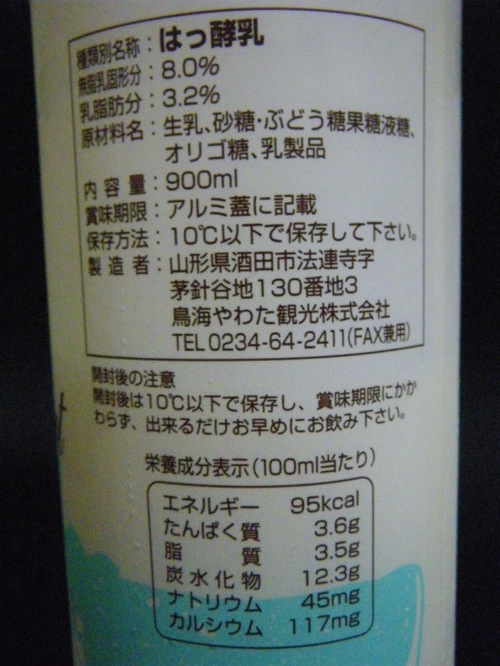 種類別名称：はっ酵乳
無脂乳固形分：8.0%
乳脂肪分：3.2%
原材料名：生乳、砂糖・ぶどう糖果糖液糖、
オリゴ糖、乳製品
内容量：900ml
賞味期限：アルミ蓋に記載
保存方法：10℃以下で保存して下さい。
製造者：山形県酒田市法連寺字
茅針谷地130番地3
鳥海やわた観光株式会社
TEL 0234-64-2411(FAX兼用)
開封後の注意
開封後は10℃以下で保存し、賞味期限にかか
わらず、出来るだけお早めにお飲み下さい。
栄養成分表示(100ml当たり)
エネルギー 95kcal
たんぱく質 3.6g
脂質 3.5g
炭水化物 12.3g
ナトリウム 45mg
カルシウム 117mg